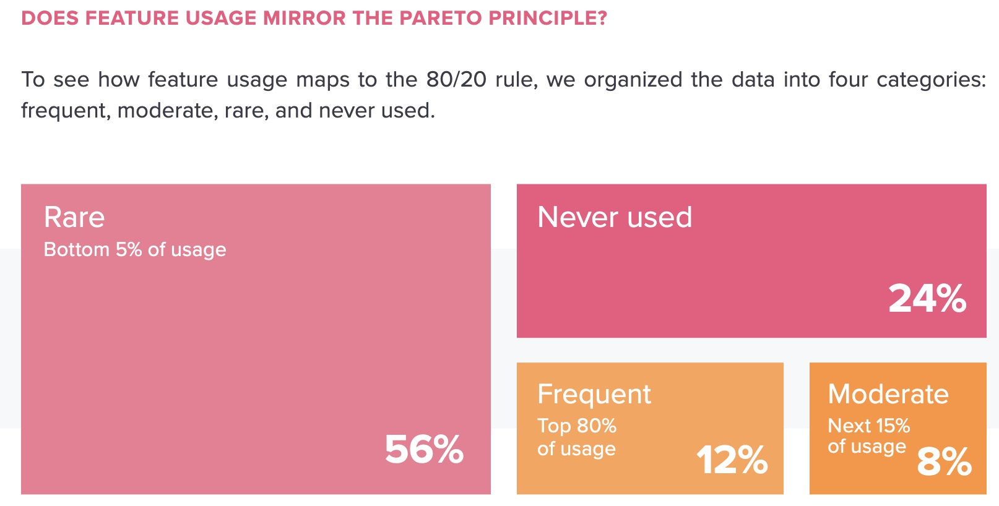 DOES FEATURE USAGE MIRROR THE PARETO PRINCIPLE?
To see how feature usage maps to the 80/20 rule, we organized the data into four categories:
frequent, moderate, rare, and never used.
Rare
Bottom 5% of usage
56%
Never used
24%
Frequent
Top 80%
of usage
12%
Moderate
Next 15%
of usage
8%